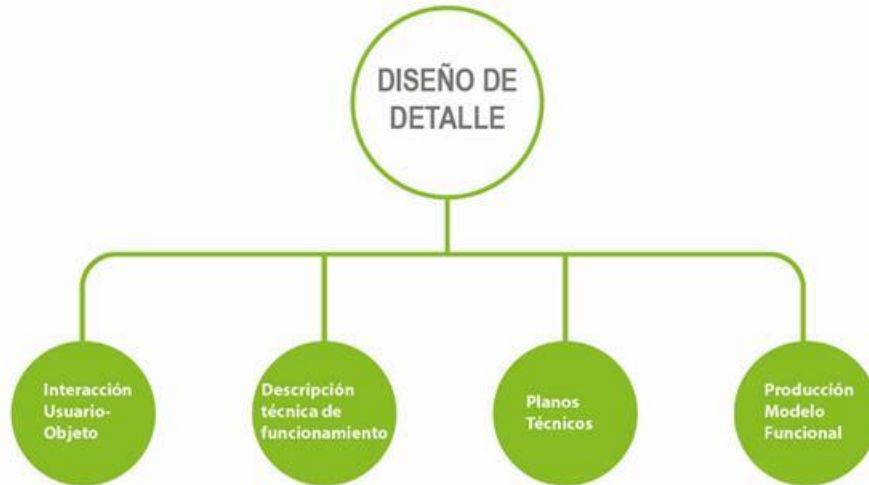 DISEÑO DE
DETALLE
Interacción
Usuario-
Objeto
Descripción
técnica de
funcionamiento
Planos
Técnicos
Producción
Modelo
Funcional